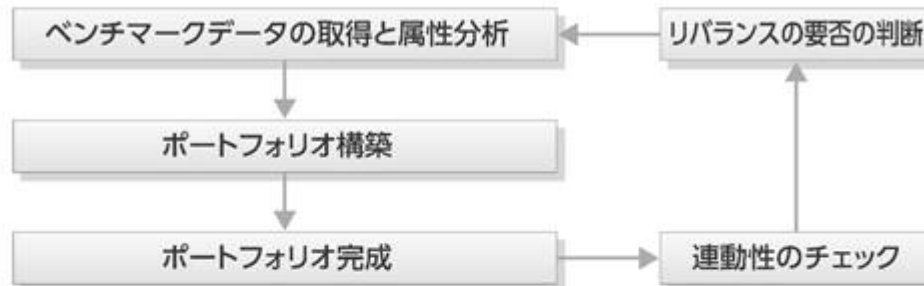 ベンチマークデータの取得と属性分析
リバランスの要否の判断
ポートフォリオ構築
ポートフォリオ完成
連動性のチェック